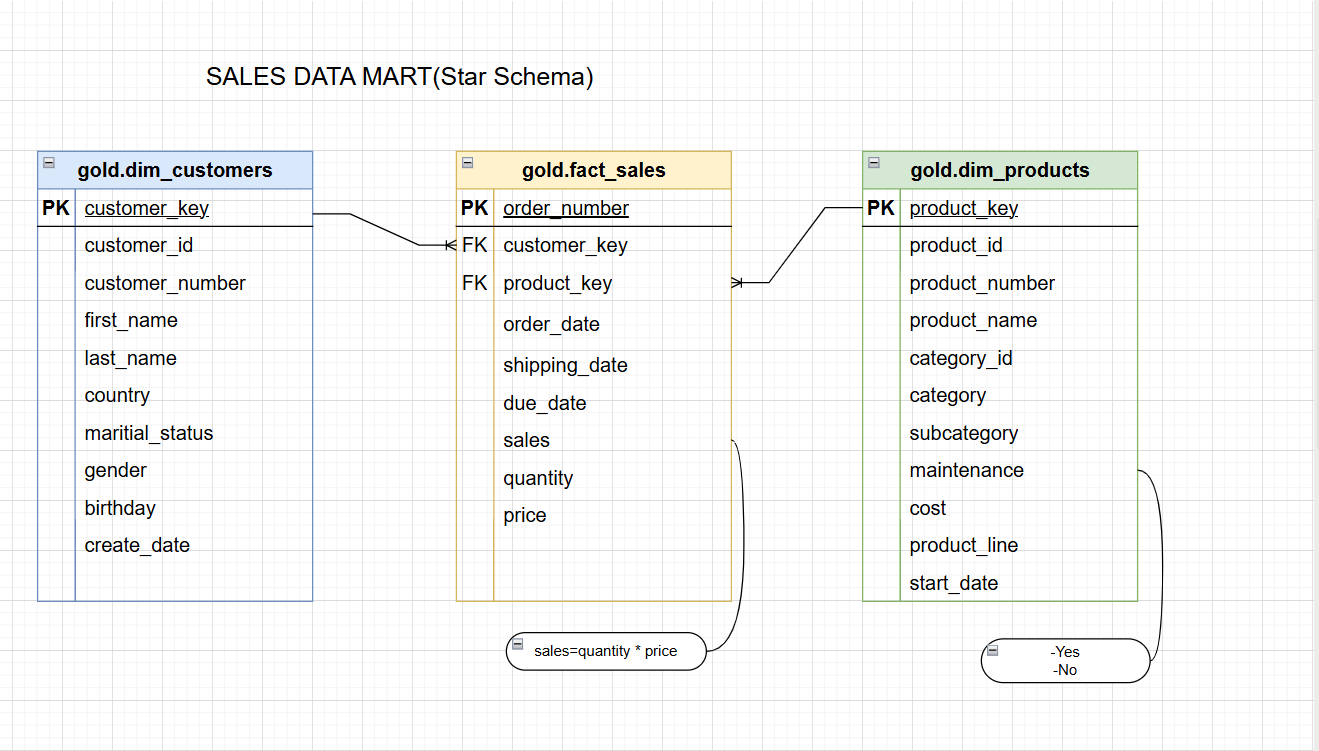 SALES DATA MART(Star Schema)
gold.dim_customers
PK customer_key
customer_id
customer_number
first_name
last_name
country
maritial_status
gender
birthday
create_date
gold.fact_sales
PK order_number
FK customer_key
FK product_key
order_date
shipping_date
due_date
sales
quantity
price
sales=quantity * price
gold.dim_products
PK product_key
product_id
product_number
product_name
category_id
category
subcategory
maintenance
cost
product_line
start_date
-Yes
-No